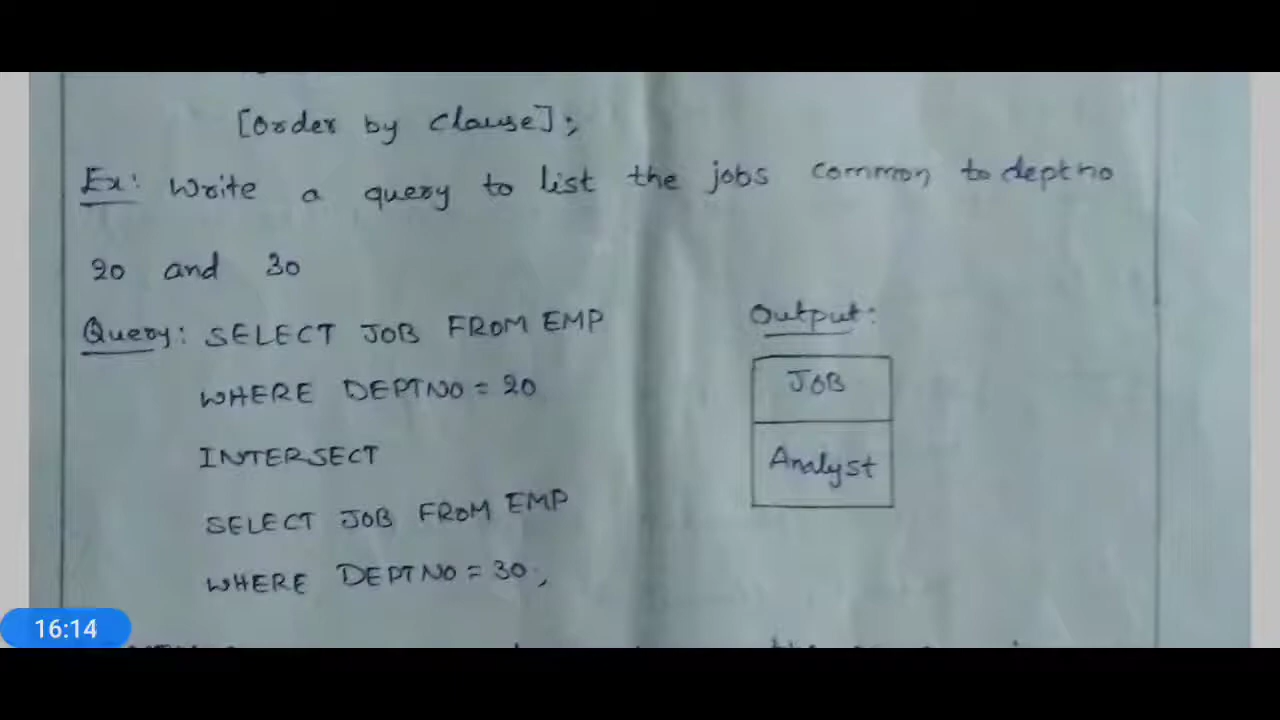 [Order by Clause];
Ex: Write a query to list the jobs common to deptno
20 and 30
Query: SELECT JOB FROM EMP
WHERE DEPTNO = 20
INTERSECT
SELECT JOB FROM EMP
WHERE DEPTNO = 30;
Output:
JOB
Analyst
16:14